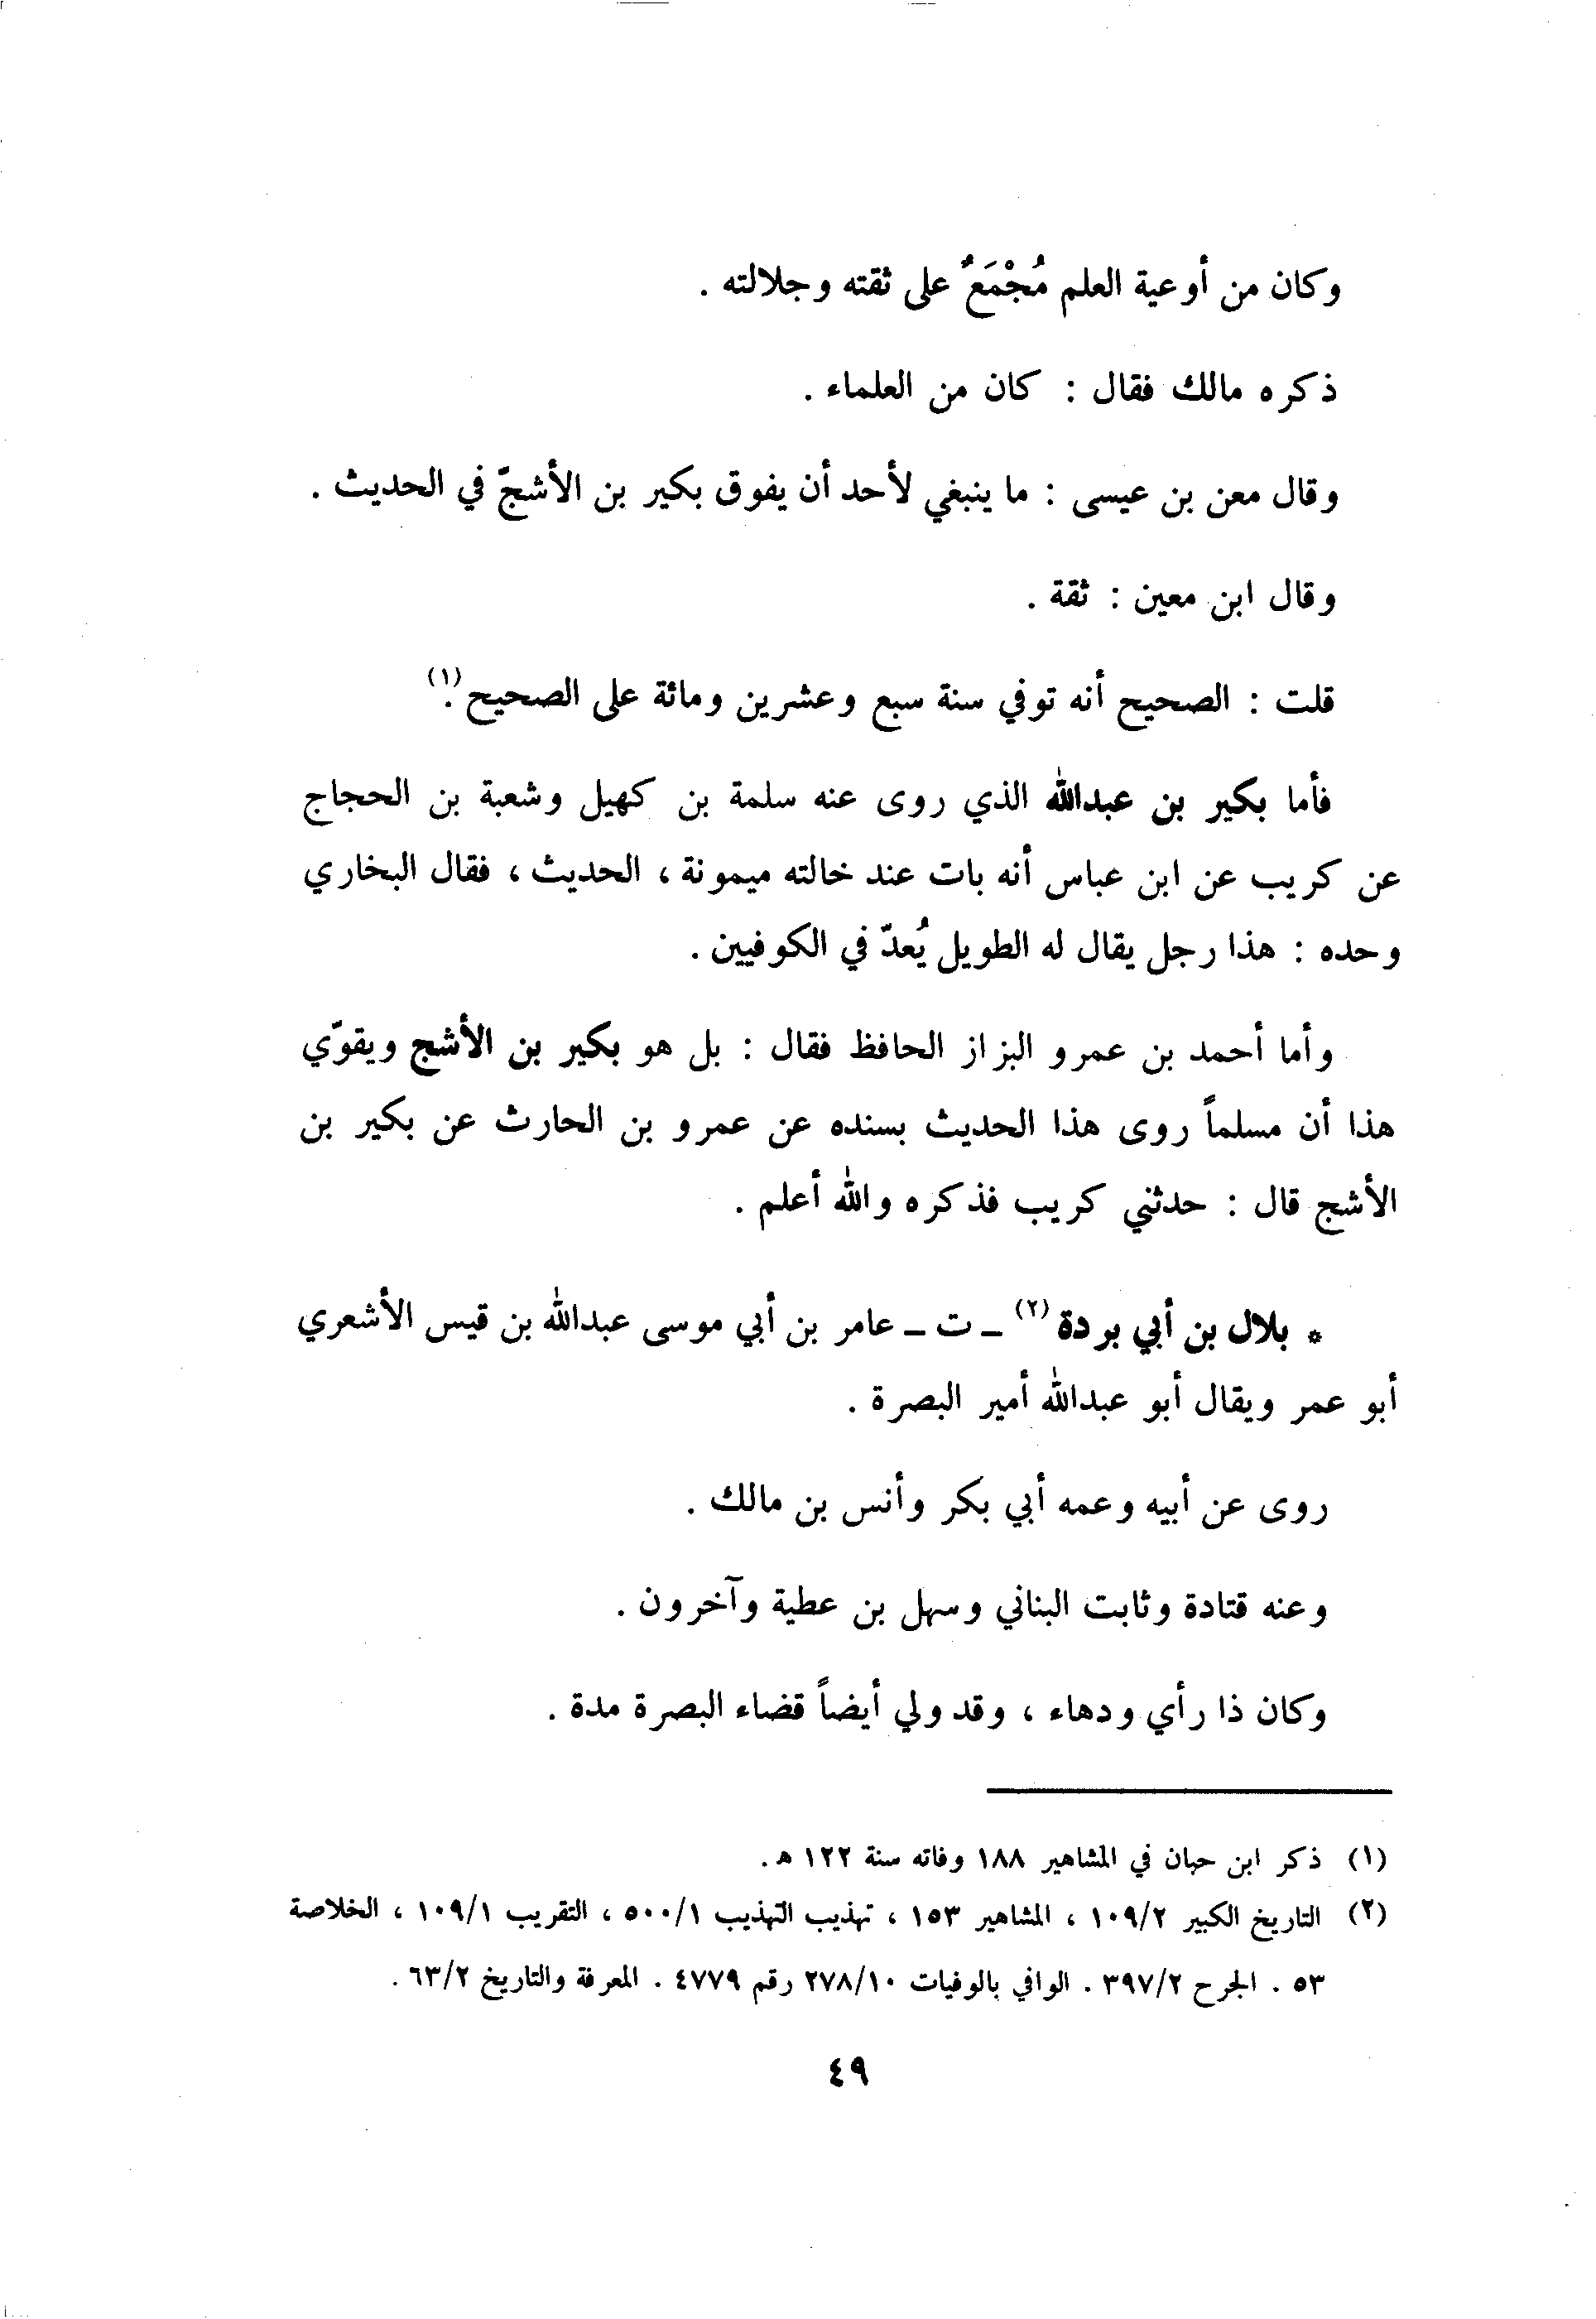 وكان من أوعية العلم مُجْمَعٌ على ثقته وجلالته .
ذكره مالك فقال : كان من العلماء .
وقال معن بن عيسى : ما ينبغي لأحد أن يفوق بكير بن الأشجّ في الحديث .
وقال ابن معين : ثقة .
قلت : الصحيح أنه توفي سنة سبع وعشرين ومائة على الصحيح(١) .
فأما بكير بن عبدالله الذي روى عنه سلمة بن كهيل وشعبة بن الحجاج
عن كريب عن ابن عباس أنه بات عند خالته ميمونة ، الحديث ، فقال البخاري
وحده : هذا رجل يقال له الطويل يُعدّ في الكوفيين .
وأما أحمد بن عمرو البزاز الحافظ فقال : بل هو بكير بن الأشج ويقوّي
هذا أن مسلماً روى هذا الحديث بسنده عن عمرو بن الحارث عن بكير بن
الأشج قال : حدثني كريب فذكره والله أعلم .
* بلال بن أبي بردة(٢) ـ ت ـ عامر بن أبي موسى عبدالله بن قيس الأشعري
أبو عمر ويقال أبو عبدالله أمير البصرة .
روى عن أبيه وعمه أبي بكر وأنس بن مالك .
وعنه قتادة وثابت البناني وسهل بن عطية وآخرون .
وكان ذا رأي ودهاء ، وقد ولي أيضاً قضاء البصرة مدة .
(١) ذكر ابن حبان في المشاهير ١٨٨ وفاته سنة ١٢٢ هـ .
(٢) التاريخ الكبير ١٠٩/٢ ، المشاهير ١٥٣ ، تهذيب التهذيب ٥٠٠/١ ، التقريب ١٠٩/١ ، الخلاصة
٥٣ . الجرح ٣٩٧/٢ . الوافي بالوفيات ٢٧٨/١٠ رقم ٤٧٧٩ . المعرفة والتاريخ ٦٣/٢ .
٤٩